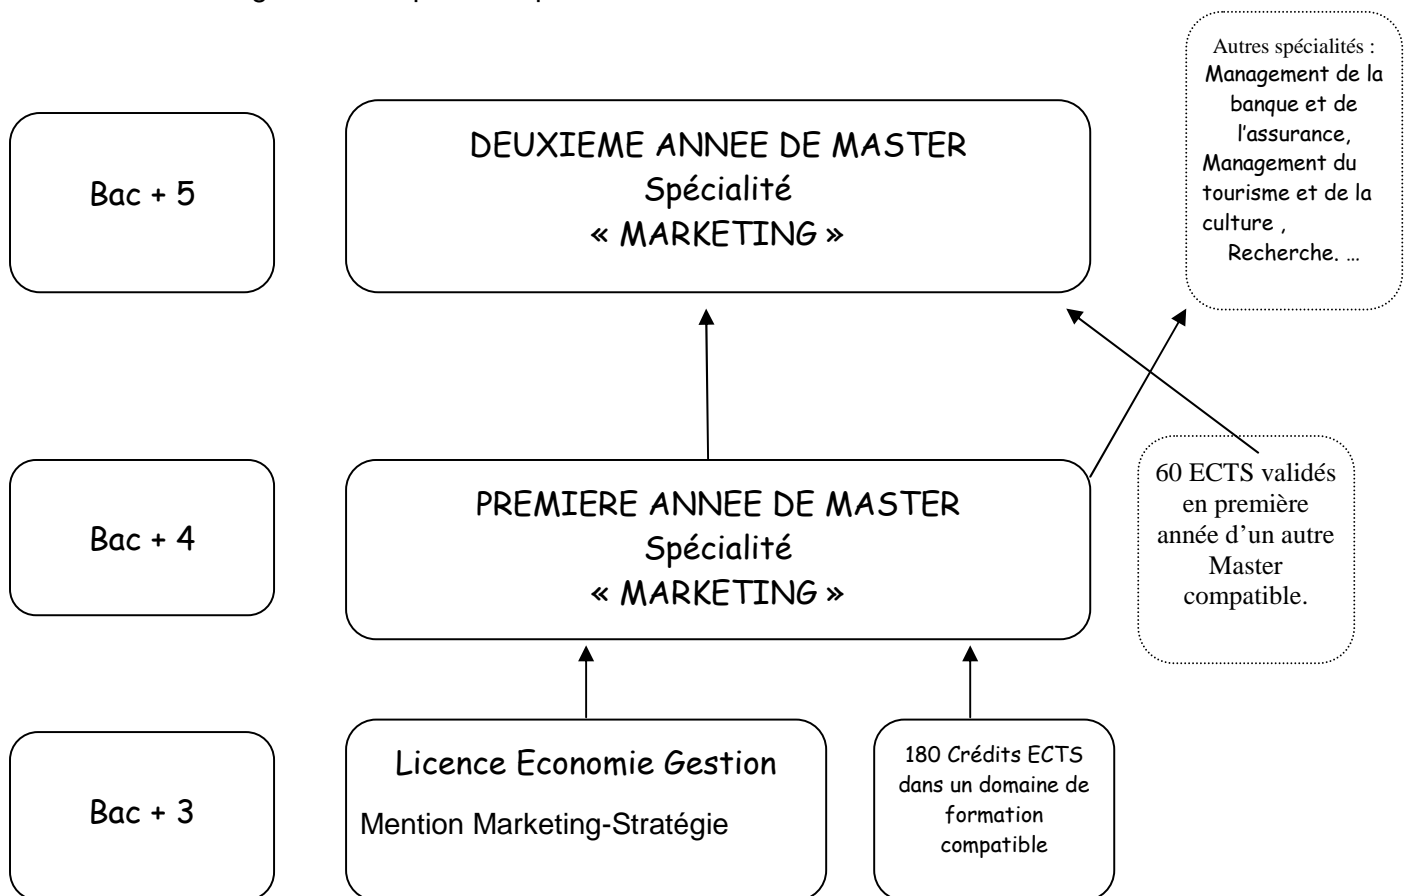 Autres spécialités :
Management de la
banque et de
l'assurance,
Management du
tourisme et de la
culture ,
Recherche. …
Bac + 5
DEUXIEME ANNEE DE MASTER
Spécialité
« MARKETING »
Bac + 4
PREMIERE ANNEE DE MASTER
Spécialité
« MARKETING »
60 ECTS validés
en première
année d'un autre
Master
compatible.
Bac + 3
Licence Economie Gestion
Mention Marketing-Stratégie
180 Crédits ECTS
dans un domaine de
formation
compatible